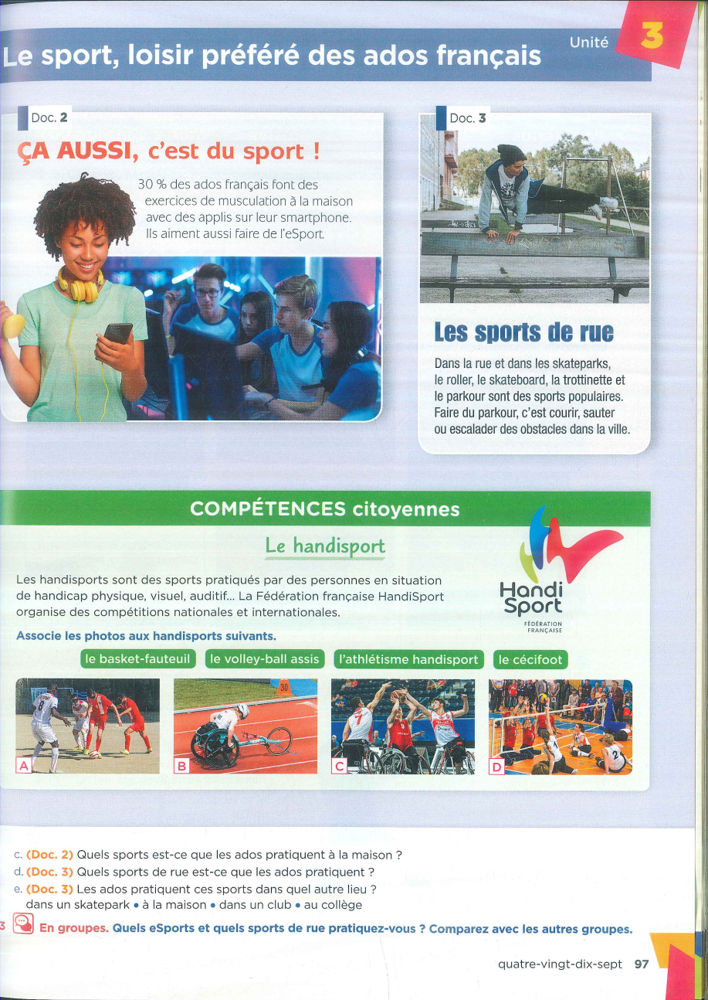 Le sport, loisir préféré des ados français
Unité 3
Doc. 2
ÇA AUSSI, c'est du sport !
30 % des ados français font des
exercices de musculation à la maison
avec des applis sur leur smartphone.
Ils aiment aussi faire de l'eSport.
Doc. 3
Les sports de rue
Dans la rue et dans les skateparks,
le roller, le skateboard, la trottinette et
le parkour sont des sports populaires.
Faire du parkour, c'est courir, sauter
ou escalader des obstacles dans la ville.
COMPÉTENCES citoyennes
Le handisport
Les handisports sont des sports pratiqués par des personnes en situation
de handicap physique, visuel, auditif... La Fédération française HandiSport
organise des compétitions nationales et internationales.
Handi
Sport
FÉDÉRATION
FRANÇAISE
Associe les photos aux handisports suivants.
le basket-fauteuil
le volley-ball assis
l'athlétisme handisport
le cécifoot
8
A
30
B
7
9
C
2
D
c. (Doc. 2) Quels sports est-ce que les ados pratiquent à la maison ?
d. (Doc. 3) Quels sports de rue est-ce que les ados pratiquent ?
e. (Doc. 3) Les ados pratiquent ces sports dans quel autre lieu ?
dans un skatepark • à la maison • dans un club • au collège
3 En groupes. Quels eSports et quels sports de rue pratiquez-vous ? Comparez avec les autres groupes.
quatre-vingt-dix-sept 97